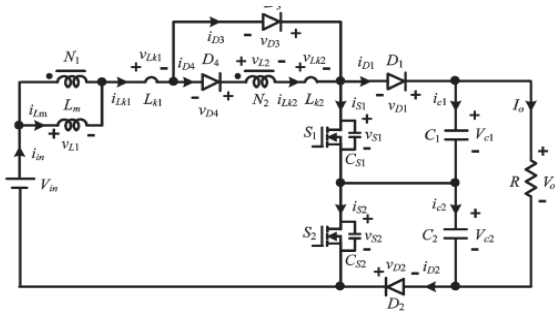 D3
iD3
- vD3 +
N1
+ vLk1 -
iD4
D4
+ vL2 -
+ vLk2 -
iD1
D1
iLm
Lm
iLk1
Lk1
- vD4 +
N2
iLk2
Lk2
- vD1 +
+ vL1 -
iin
Vin
iS1
S1
+ vS1 -
CS1
ic1
C1
+ Vc1 -
Io
R
+ Vo -
iS2
S2
+ vS2 -
CS2
ic2
C2
+ Vc2 -
+ vD2 -
iD2
D2